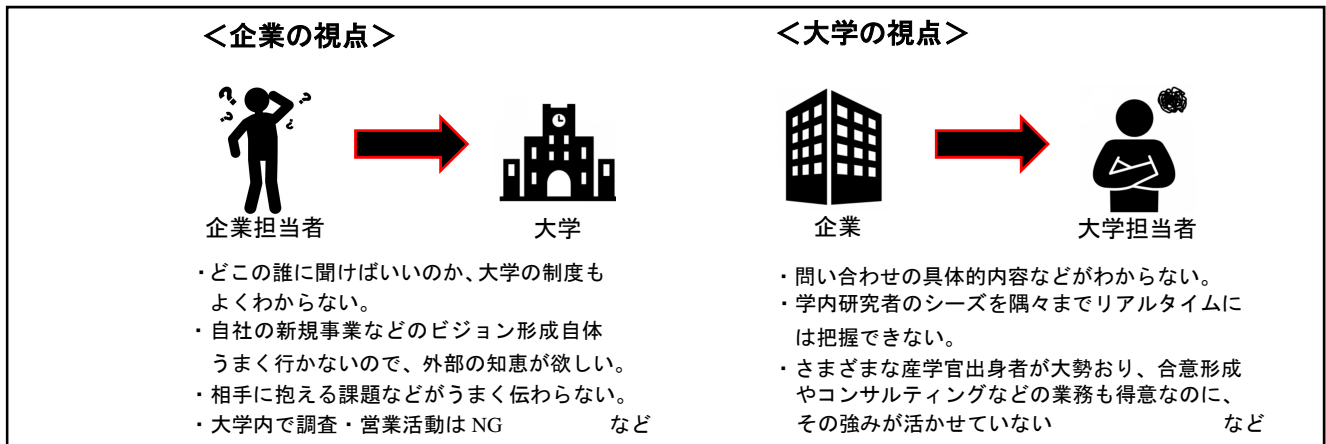 ＜企業の視点＞
企業担当者
大学
・どこの誰に聞けばいいのか、大学の制度も
よくわからない。
・自社の新規事業などのビジョン形成自体
うまく行かないので、外部の知恵が欲しい。
・相手に抱える課題などがうまく伝わらない。
・大学内で調査・営業活動は NG など
＜大学の視点＞
企業
大学担当者
・問い合わせの具体的内容などがわからない。
・学内研究者のシーズを隅々までリアルタイムに
は把握できない。
・さまざまな産学官出身者が大勢おり、合意形成
やコンサルティングなどの業務も得意なのに、
その強みが活かせていない など